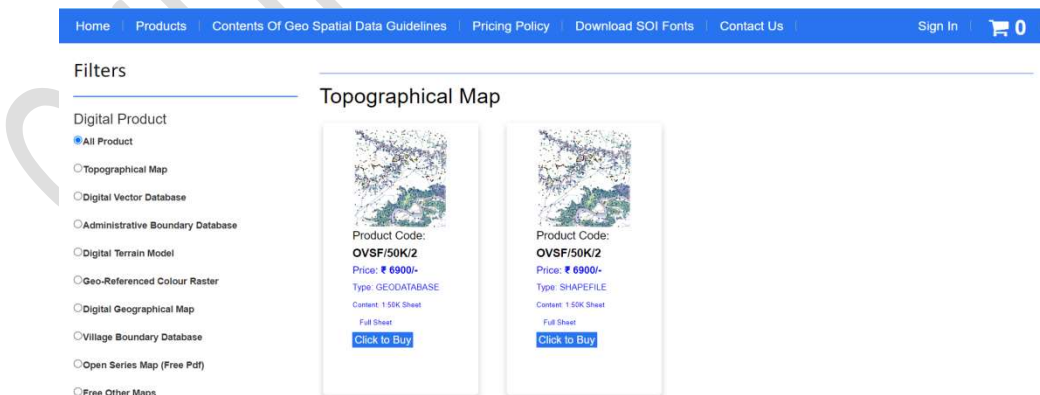 Home Products Contents Of Geo Spatial Data Guidelines Pricing Policy Download SOI Fonts Contact Us Sign In 0
Filters
Digital Product
All Product
Topographical Map
Digital Vector Database
Administrative Boundary Database
Digital Terrain Model
Geo-Referenced Colour Raster
Digital Geographical Map
Village Boundary Database
Open Series Map (Free Pdf)
Free Other Maps
Topographical Map
Product Code:
OVSF/50K/2
Price: ₹ 6900/-
Type: GEODATABASE
Content: 1:50K Sheet
Full Sheet
Click to Buy
Product Code:
OVSF/50K/2
Price: ₹ 6900/-
Type: SHAPEFILE
Content: 1:50K Sheet
Full Sheet
Click to Buy